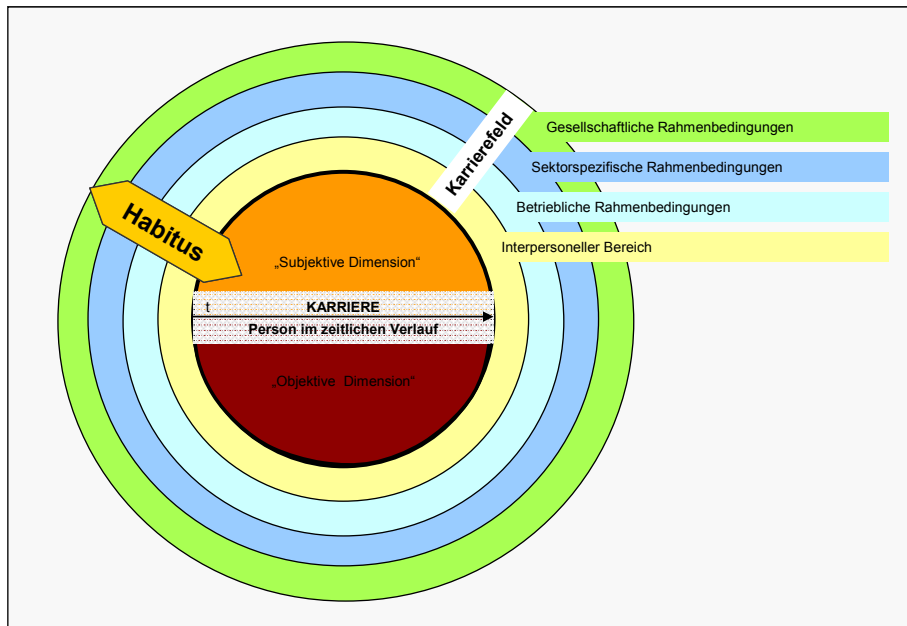 Karrierefeld
Gesellschaftliche Rahmenbedingungen
Sektorspezifische Rahmenbedingungen
Betriebliche Rahmenbedingungen
Interpersoneller Bereich
Habitus
„Subjektive Dimension“
t
KARRIERE
Person im zeitlichen Verlauf
„Objektive Dimension“